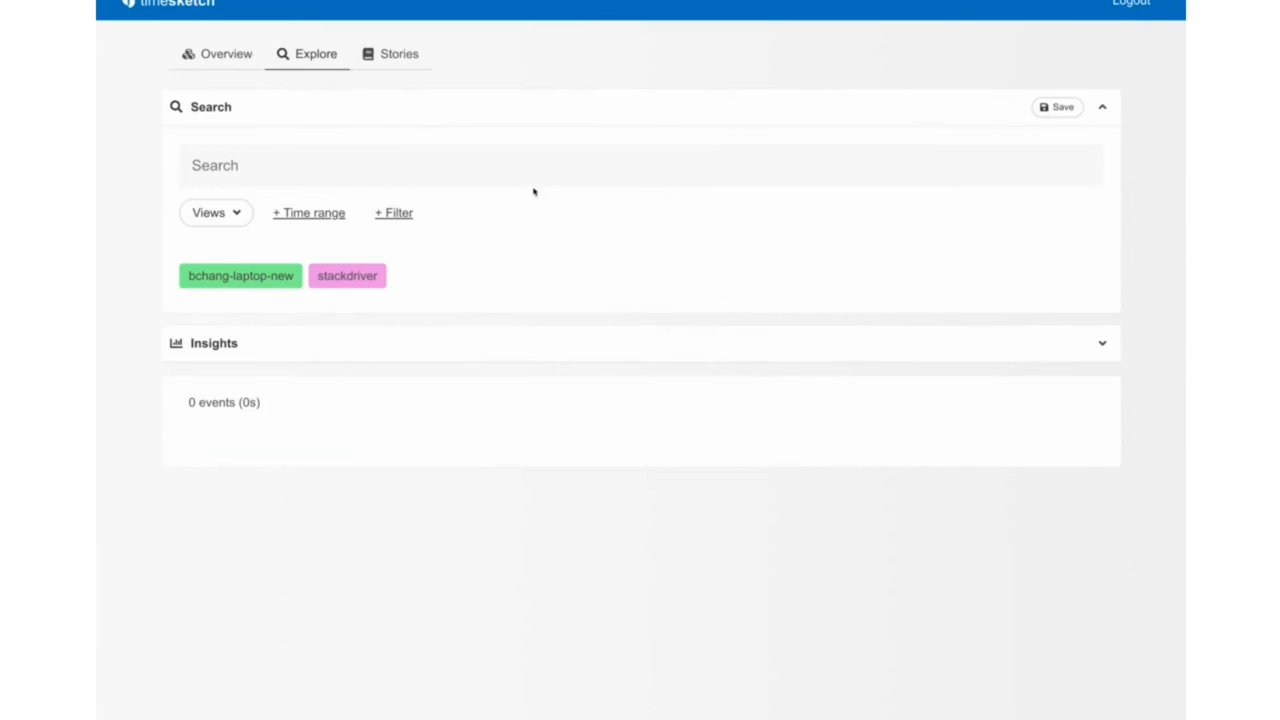 timesketch
Logout
Overview
Explore
Stories
Search
Save
Search
Views
+ Time range
+ Filter
bchang-laptop-new
stackdriver
Insights
0 events (0s)